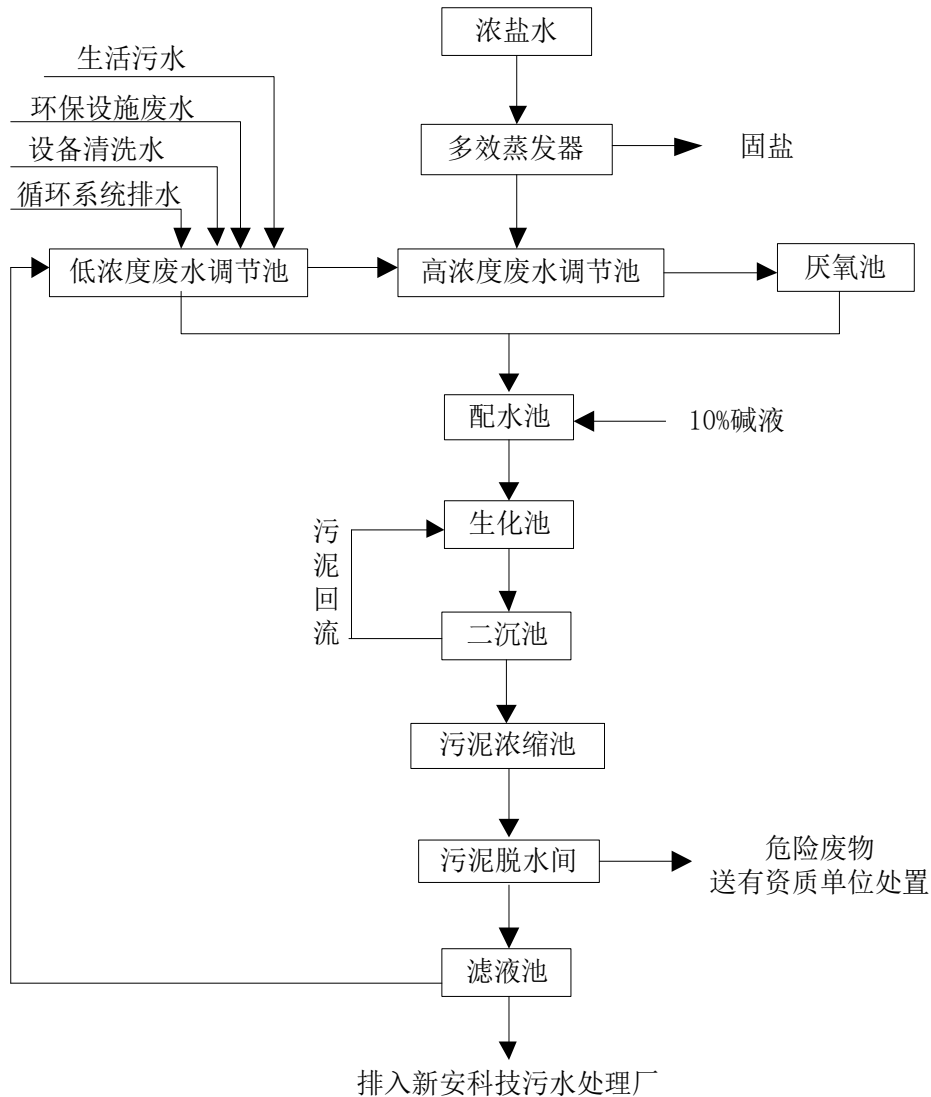 浓盐水
生活污水
环保设施废水
多效蒸发器
固盐
设备清洗水
循环系统排水
低浓度废水调节池
高浓度废水调节池
厌氧池
配水池
10%碱液
生化池
污泥回流
二沉池
污泥浓缩池
污泥脱水间
危险废物
送有资质单位处置
滤液池
排入新安科技污水处理厂